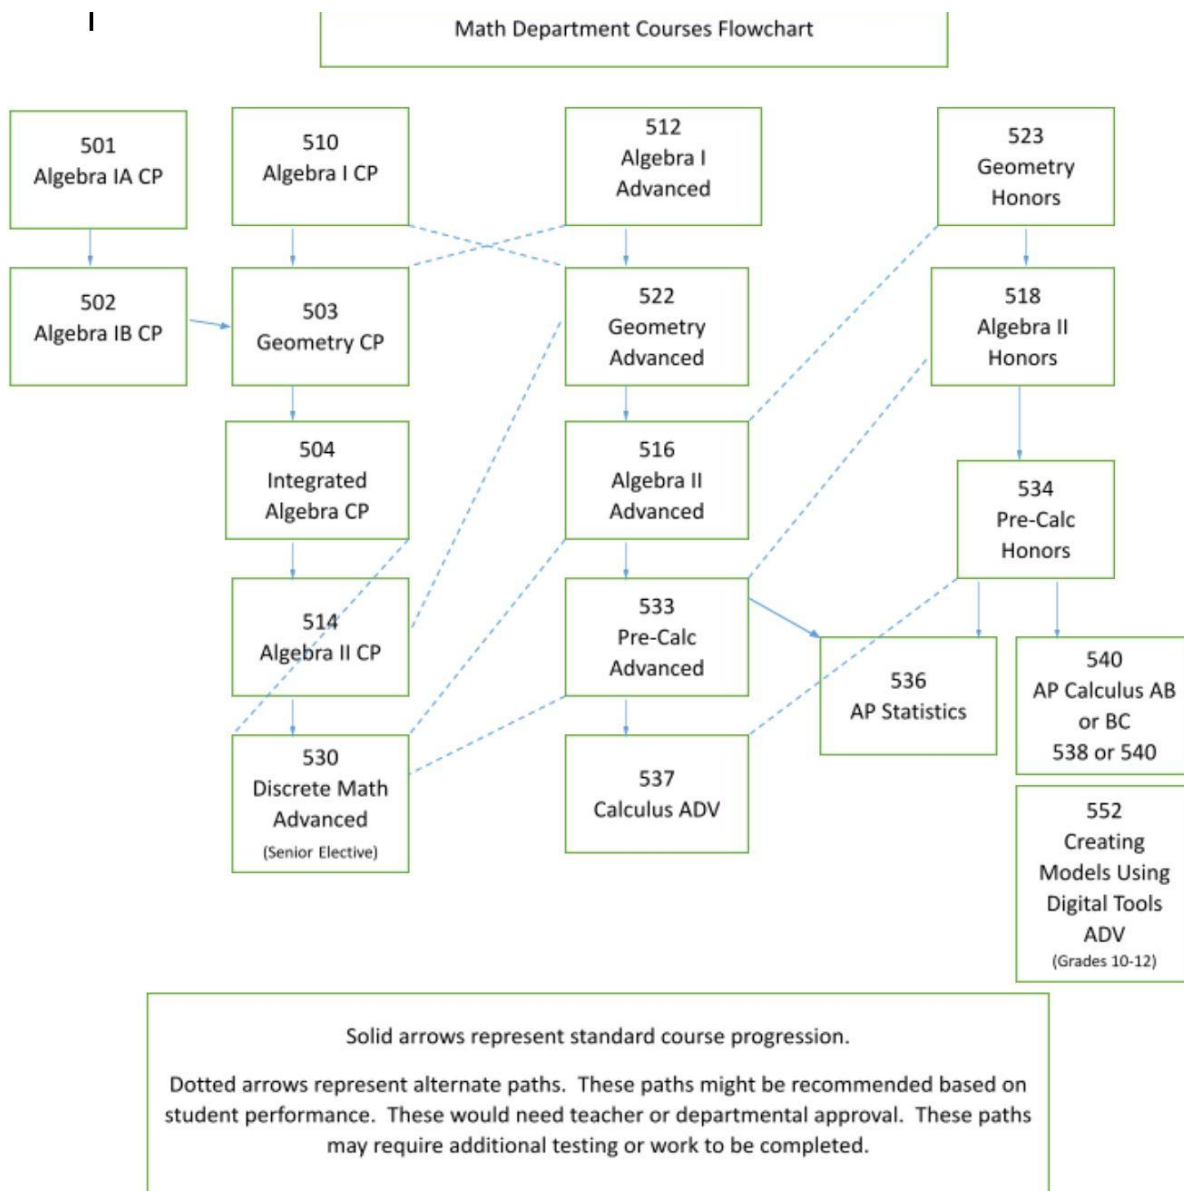 Math Department Courses Flowchart
501
Algebra IA CP
510
Algebra I CP
512
Algebra I
Advanced
523
Geometry
Honors
502
Algebra IB CP
503
Geometry CP
522
Geometry
Advanced
518
Algebra II
Honors
504
Integrated
Algebra CP
516
Algebra II
Advanced
534
Pre-Calc
Honors
514
Algebra II CP
533
Pre-Calc
Advanced
536
AP Statistics
540
AP Calculus AB
or BC
538 or 540
530
Discrete Math
Advanced
(Senior Elective)
537
Calculus ADV
552
Creating
Models Using
Digital Tools
ADV
(Grades 10-12)
Solid arrows represent standard course progression.
Dotted arrows represent alternate paths. These paths might be recommended based on
student performance. These would need teacher or departmental approval. These paths
may require additional testing or work to be completed.